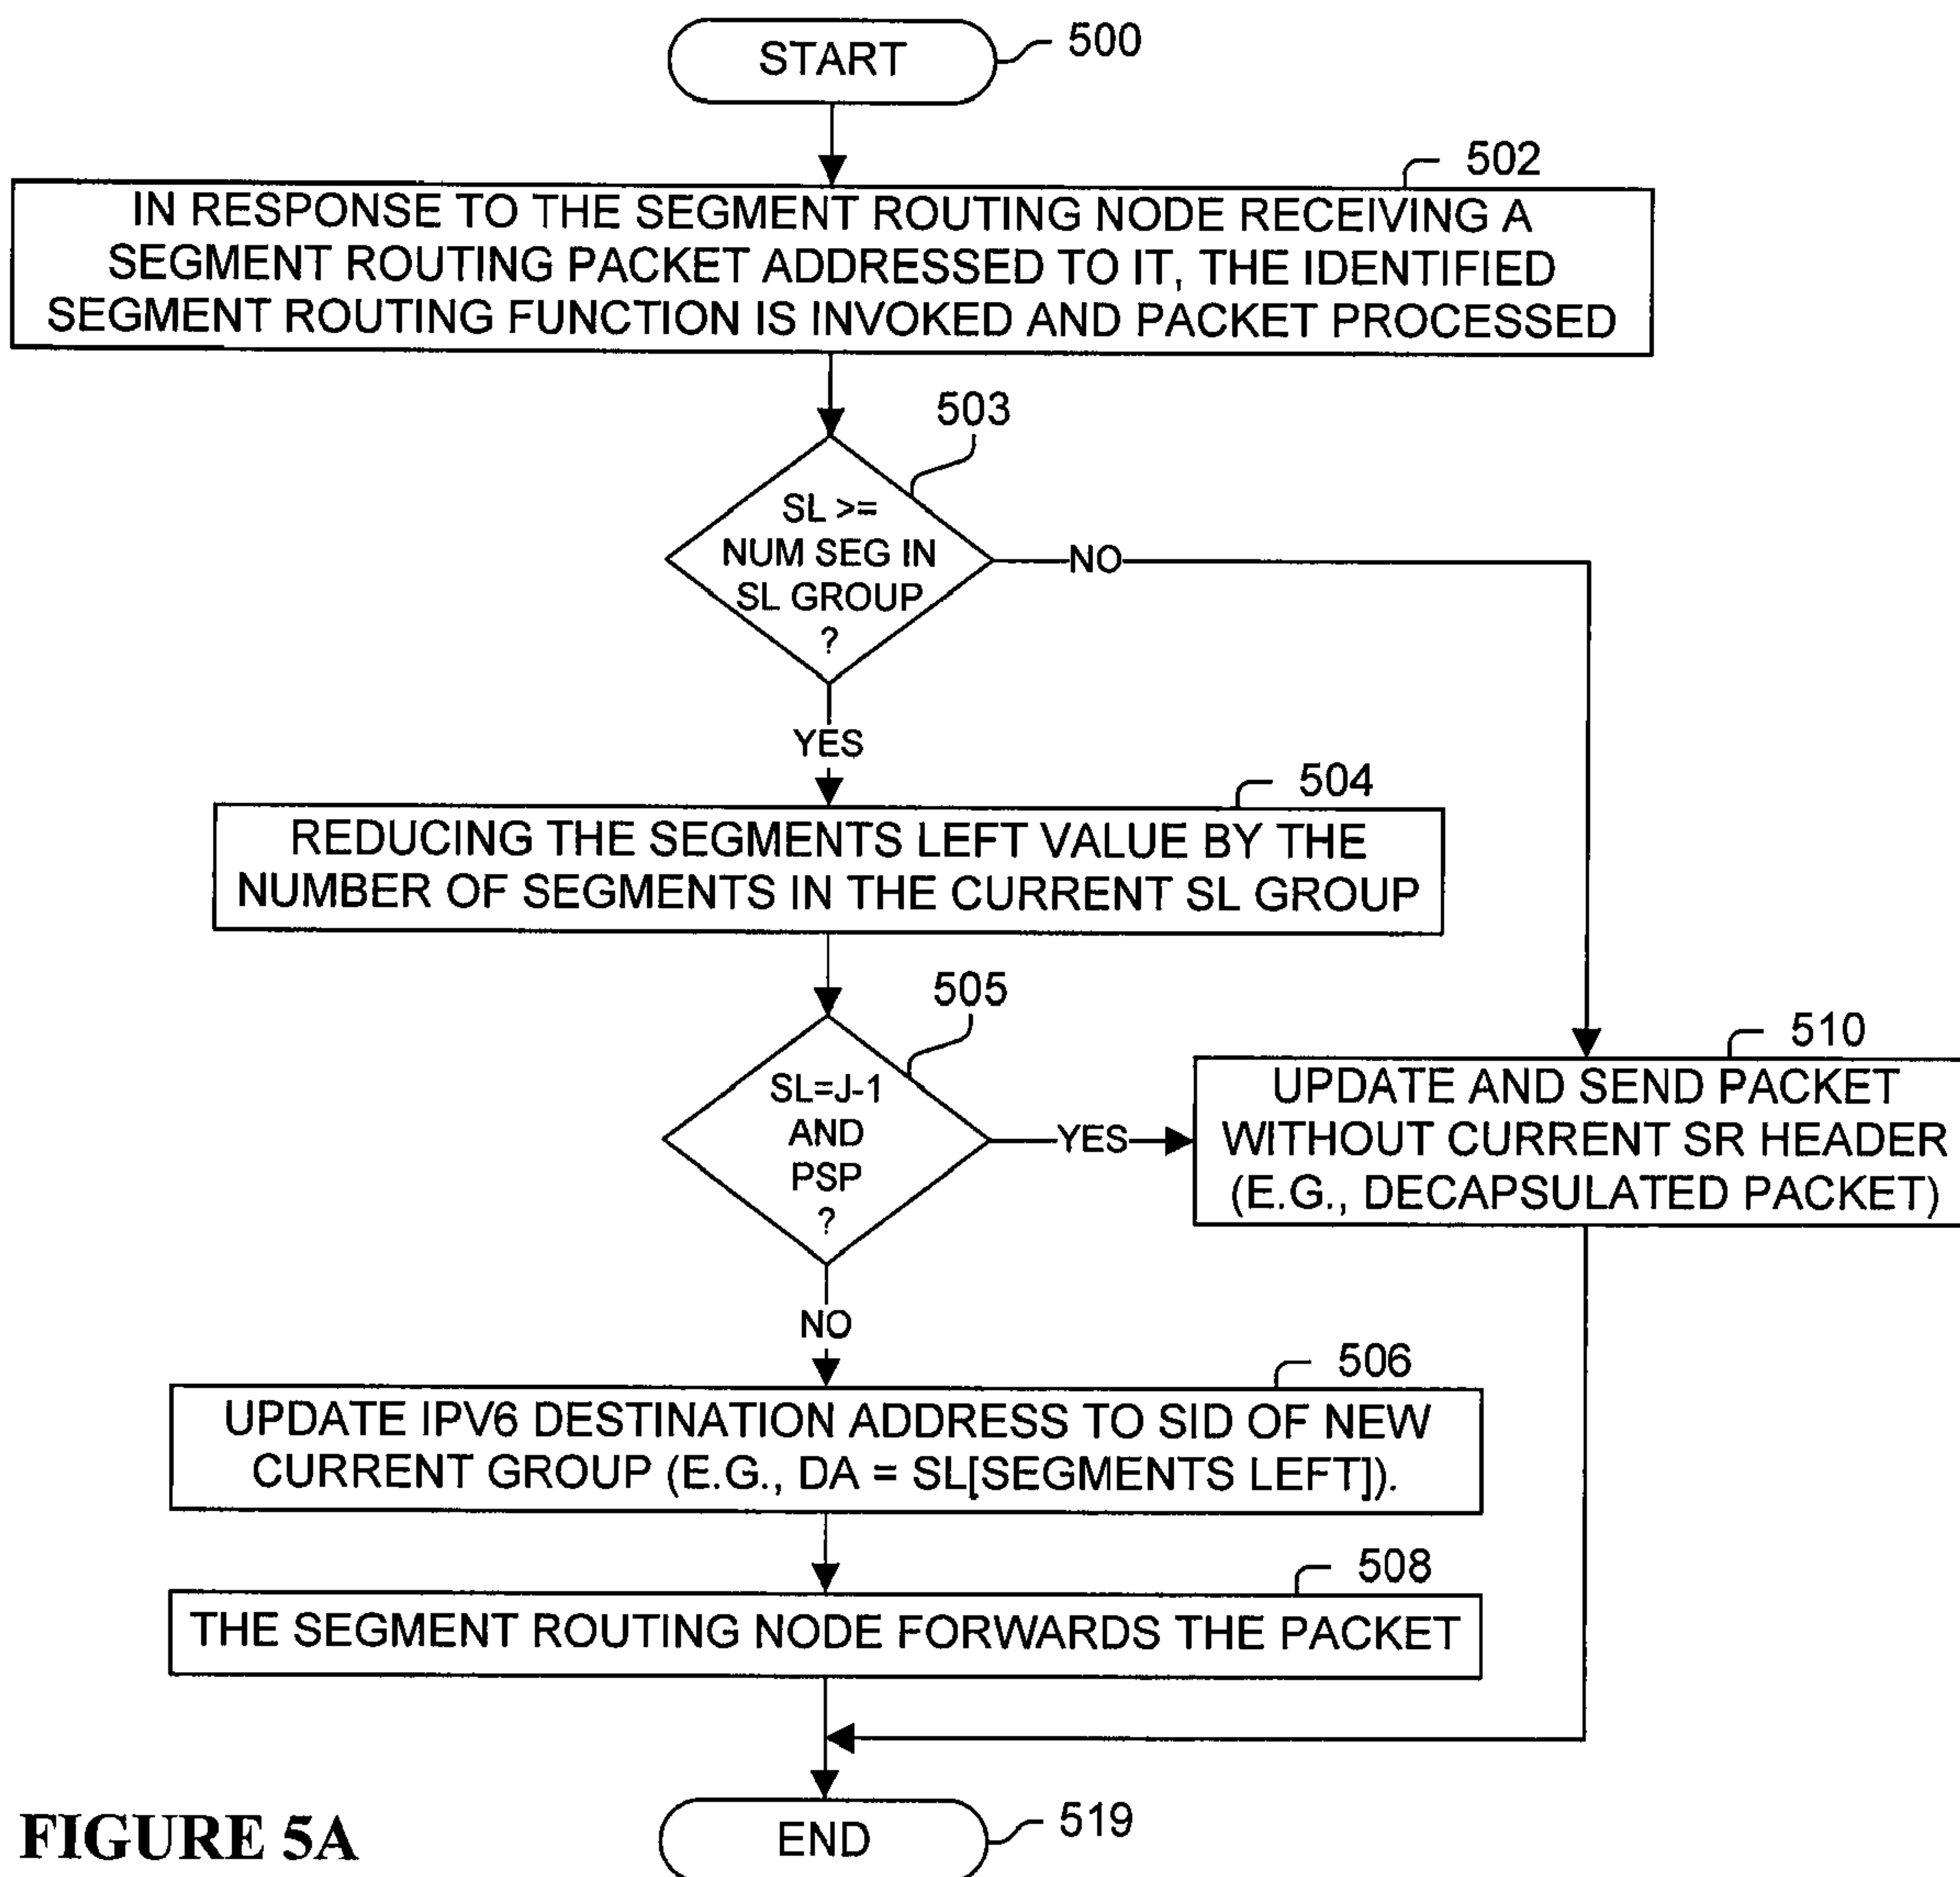 START
500
502
IN RESPONSE TO THE SEGMENT ROUTING NODE RECEIVING A
SEGMENT ROUTING PACKET ADDRESSED TO IT, THE IDENTIFIED
SEGMENT ROUTING FUNCTION IS INVOKED AND PACKET PROCESSED
503
SL >=
NUM SEG IN
SL GROUP
?
NO
YES
504
REDUCING THE SEGMENTS LEFT VALUE BY THE
NUMBER OF SEGMENTS IN THE CURRENT SL GROUP
505
SL=J-1
AND
PSP
?
YES
510
UPDATE AND SEND PACKET
WITHOUT CURRENT SR HEADER
(E.G., DECAPSULATED PACKET)
NO
506
UPDATE IPV6 DESTINATION ADDRESS TO SID OF NEW
CURRENT GROUP (E.G., DA = SL[SEGMENTS LEFT]).
508
THE SEGMENT ROUTING NODE FORWARDS THE PACKET
END
519
FIGURE 5A